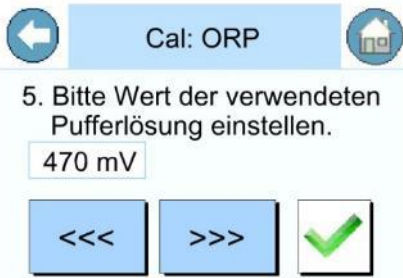 Cal: ORP
5. Bitte Wert der verwendeten
Pufferlösung einstellen.
470 mV
<<< >>>